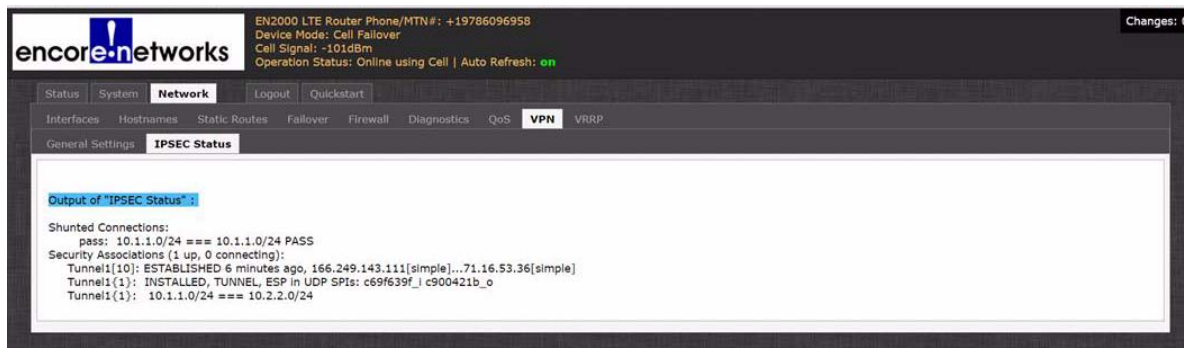 encore!networks
EN2000 LTE Router Phone/MTN#: +19786096958
Device Mode: Cell Failover
Cell Signal: -101dBm
Operation Status: Online using Cell | Auto Refresh: on
Changes:
Status System Network Logout Quickstart
Interfaces Hostnames Static Routes Failover Firewall Diagnostics QoS VPN VRRP
General Settings IPSEC Status
Output of "IPSEC Status" :
Shunted Connections:
pass: 10.1.1.0/24 === 10.1.1.0/24 PASS
Security Associations (1 up, 0 connecting):
Tunnel1[10]: ESTABLISHED 6 minutes ago, 166.249.143.111[simple]...71.16.53.36[simple]
Tunnel1{1}: INSTALLED, TUNNEL, ESP in UDP SPIs: c69f639f_i c900421b_o
Tunnel1{1}: 10.1.1.0/24 === 10.2.2.0/24